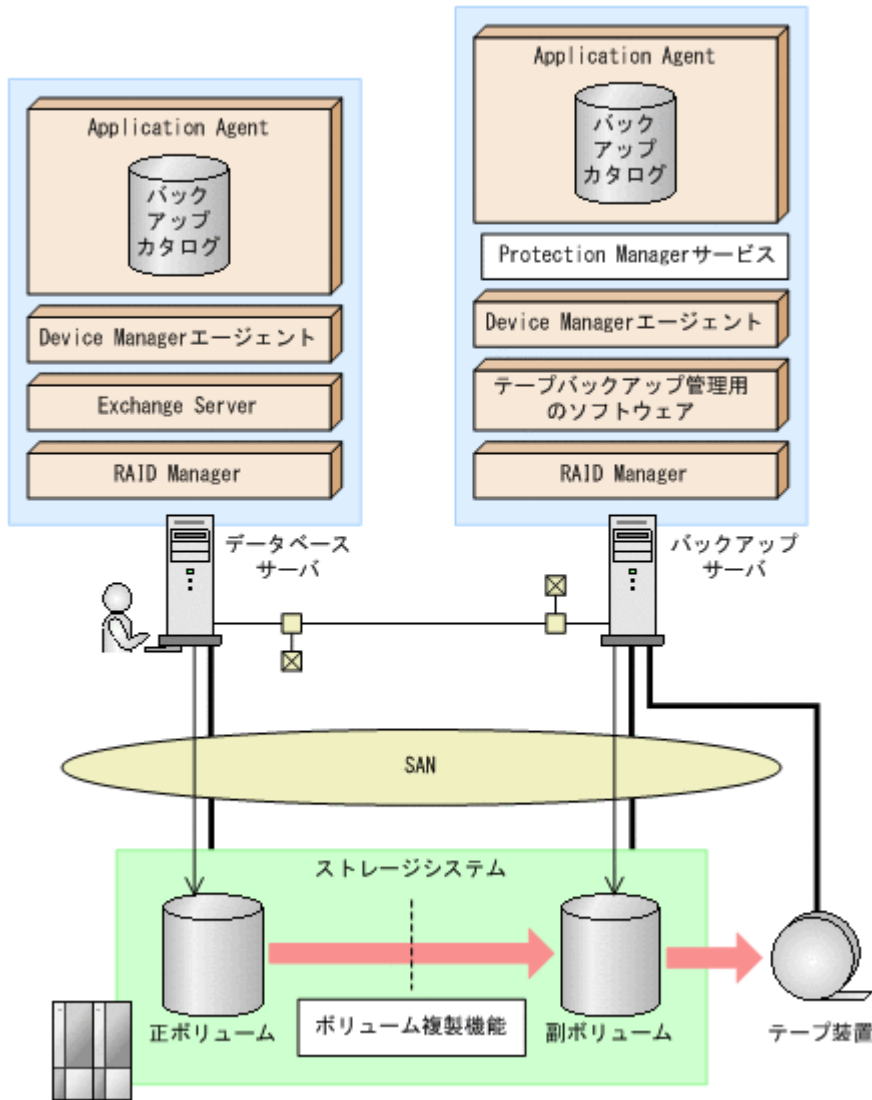 Application Agent
バック
アップ
カタログ
Device Managerエージェント
Exchange Server
RAID Manager
データベース
サーバ
Application Agent
バック
アップ
カタログ
Protection Managerサービス
Device Managerエージェント
テープバックアップ管理用
のソフトウェア
RAID Manager
バックアップ
サーバ
SAN
ストレージシステム
正ボリューム
ボリューム複製機能
副ボリューム
テープ装置